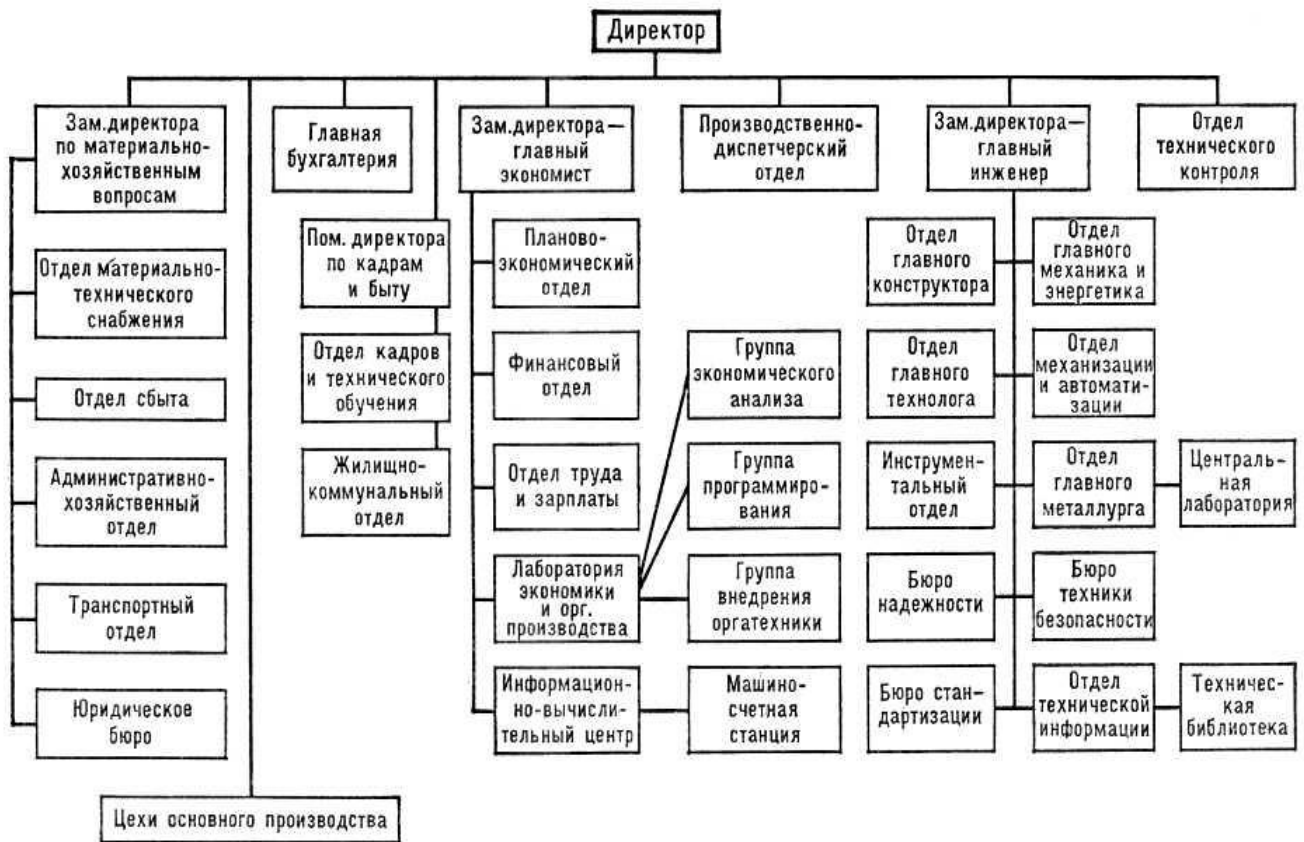 Директор
Зам.директора
по материально-
хозяйственным
вопросам
Главная
бухгалтерия
Зам.директора—
главный
экономист
Производственно-
диспетчерский
отдел
Зам.директора—
главный
инженер
Отдел
технического
контроля
Отдел материально-
технического
снабжения
Отдел сбыта
Административно-
хозяйственный
отдел
Транспортный
отдел
Юридическое
бюро
Пом. директора
по кадрам
и быту
Отдел кадров
и технического
обучения
Жилищно-
коммунальный
отдел
Планово-
экономический
отдел
Финансовый
отдел
Отдел труда
и зарплаты
Лаборатория
экономики
и орг.
производства
Информацион-
но-вычисли-
тельный центр
Группа
экономического
анализа
Группа
программиро-
вания
Группа
внедрения
оргатехники
Машино-
счетная
станция
Отдел
главного
конструктора
Отдел
главного
технолога
Инструмен-
тальный
отдел
Бюро
надежности
Бюро стан-
дартизации
Отдел
главного
механика и
энергетика
Отдел
механизации
и автомати-
зации
Отдел
главного
металлурга
Бюро
техники
безопасности
Отдел
технической
информации
Централь-
ная
лаборатория
Техничес-
кая
библиотека
Цехи основного производства